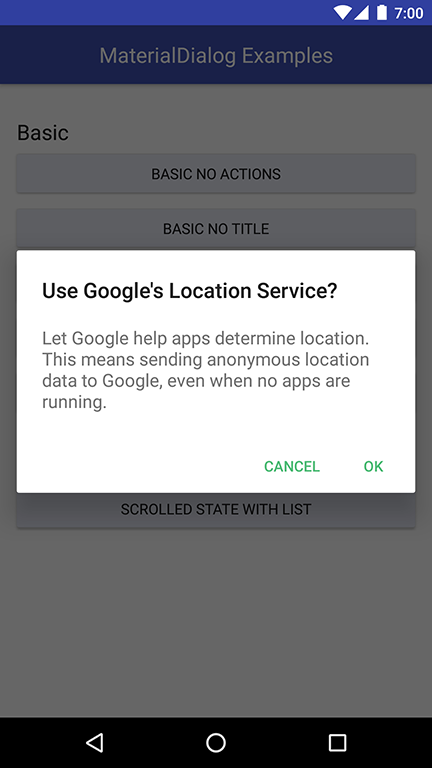 7:00
MaterialDialog Examples
Basic
BASIC NO ACTIONS
BASIC NO TITLE
Use Google's Location Service?
Let Google help apps determine location.
This means sending anonymous location
data to Google, even when no apps are
running.
CANCEL OK
SCROLLED STATE WITH LIST